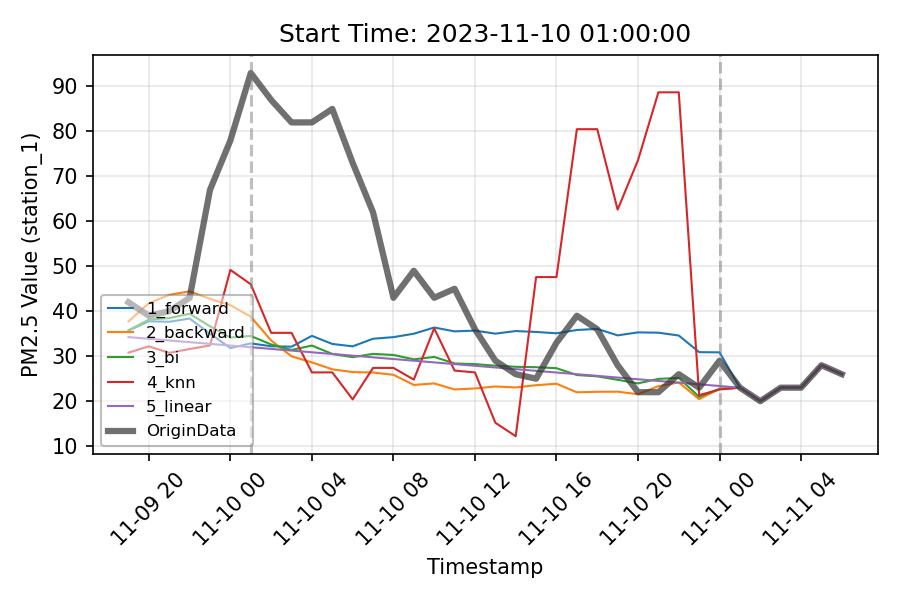 Start Time: 2023-11-10 01:00:00
PM2.5 Value (station_1)
90
80
70
60
50
40
30
20
10
1_forward
2_backward
3_bi
4_knn
5_linear
OriginData
11-09 20
11-10 00
11-10 04
11-10 08
11-10 12
11-10 16
11-10 20
11-11 00
11-11 04
Timestamp